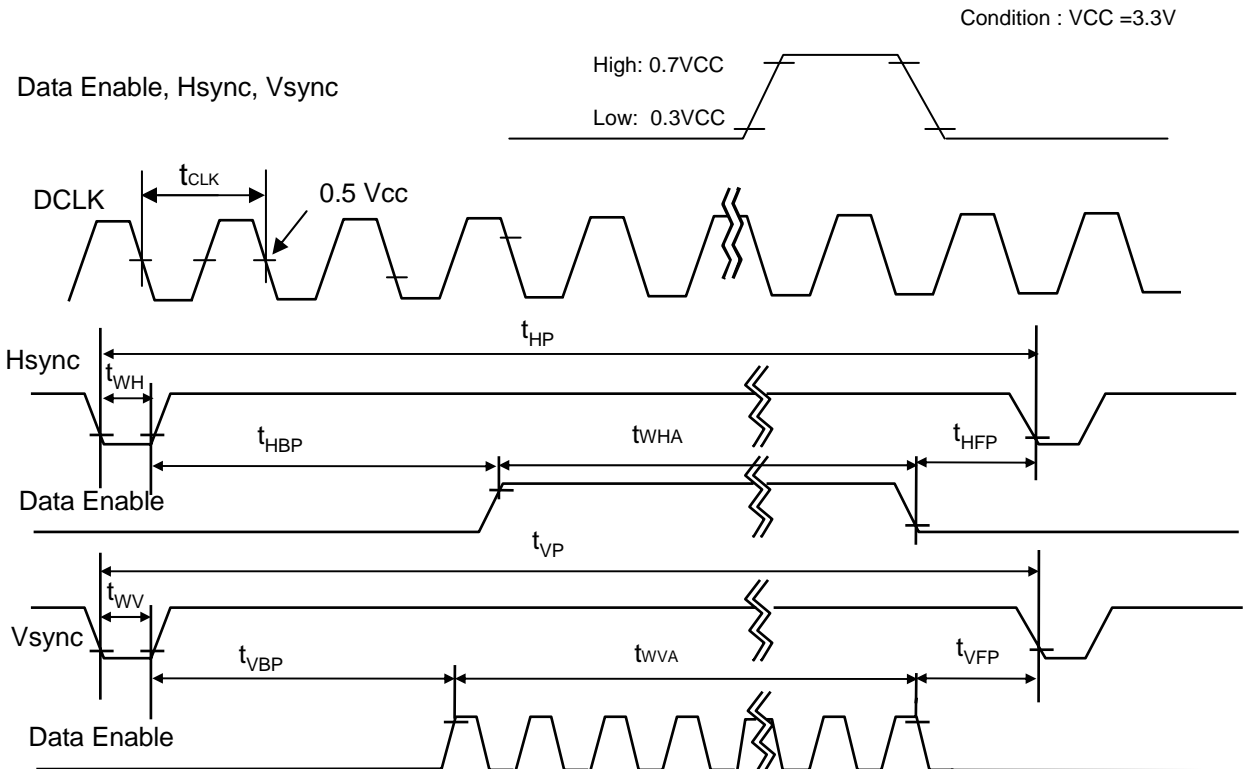 Condition : VCC =3.3V
High: 0.7VCC
Data Enable, Hsync, Vsync
Low: 0.3VCC
tCLK
0.5 Vcc
DCLK
tHP
Hsync
tWH
tHBP
tWHA
tHFP
Data Enable
tVP
tWV
Vsync
tVBP
tWVA
tVFP
Data Enable